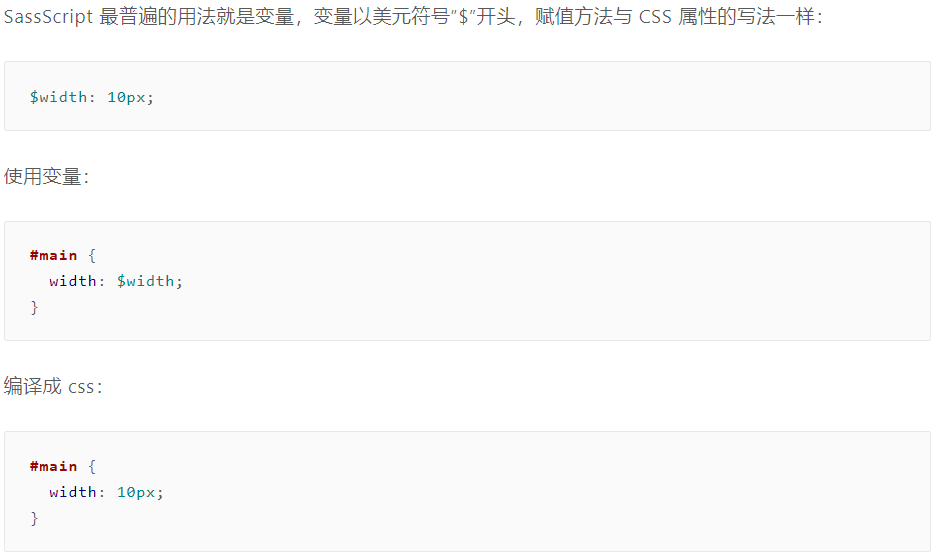 SassScript 最普遍的用法就是变量，变量以美元符号"$"开头，赋值方法与 CSS 属性的写法一样：
$width: 10px;
使用变量：
#main {
  width: $width;
}
编译成 css：
#main {
  width: 10px;
}